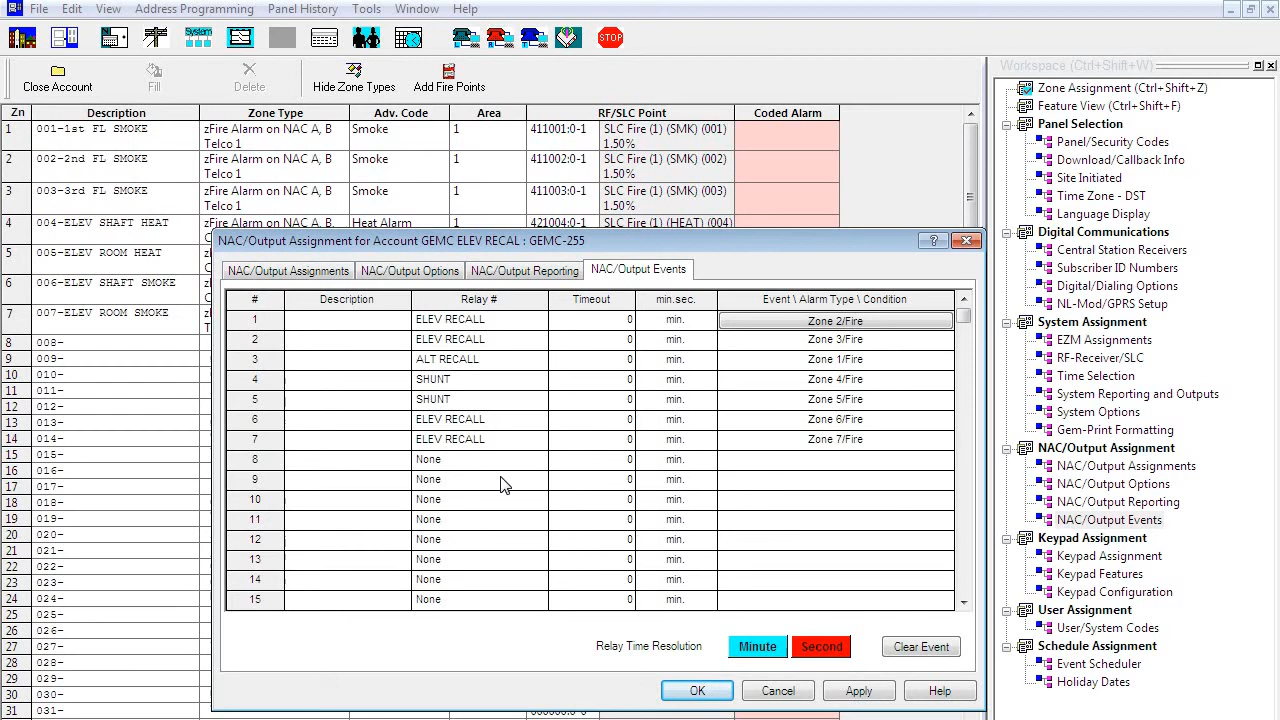 File Edit View Address Programming Panel History Tools Window Help
System
STOP
Close Account Fill Delete Hide Zone Types Add Fire Points
Zn Description Zone Type Adv. Code Area RF/SLC Point Coded Alarm
1 001-1st FL SMOKE zFire Alarm on NAC A, B Telco 1 Smoke 1 411001:0-1 SLC Fire (1) (SMK) (001) 1.50%
2 002-2nd FL SMOKE zFire Alarm on NAC A, B Telco 1 Smoke 1 411002:0-1 SLC Fire (1) (SMK) (002) 1.50%
3 003-3rd FL SMOKE zFire Alarm on NAC A, B Telco 1 Smoke 1 411003:0-1 SLC Fire (1) (SMK) (003) 1.50%
4 004-ELEV SHAFT HEAT zFire Alarm on NAC A, B Heat Alarm 1 421004:0-1 SLC Fire (1) (HEAT) (004)
5 005-ELEV ROOM HEAT
6 006-ELEV SHAFT SMOKE
7 007-ELEV ROOM SMOKE
8 008-
9 009-
10 010-
11 011-
12 012-
13 013-
14 014-
15 015-
16 016-
17 017-
18 018-
19 019-
20 020-
21 021-
22 022-
23 023-
24 024-
25 025-
26 026-
27 027-
28 028-
29 029-
30 030-
31 031-
NAC/Output Assignment for Account GEMC ELEV RECAL : GEMC-255
NAC/Output Assignments NAC/Output Options NAC/Output Reporting NAC/Output Events
# Description Relay # Timeout min.sec. Event \ Alarm Type \ Condition
1 ELEV RECALL 0 min. Zone 2/Fire
2 ELEV RECALL 0 min. Zone 3/Fire
3 ALT RECALL 0 min. Zone 1/Fire
4 SHUNT 0 min. Zone 4/Fire
5 SHUNT 0 min. Zone 5/Fire
6 ELEV RECALL 0 min. Zone 6/Fire
7 ELEV RECALL 0 min. Zone 7/Fire
8 None 0 min.
9 None 0 min.
10 None 0 min.
11 None 0 min.
12 None 0 min.
13 None 0 min.
14 None 0 min.
15 None 0 min.
Relay Time Resolution Minute Second Clear Event
OK Cancel Apply Help
Workspace (Ctrl+Shift+W)
Zone Assignment (Ctrl+Shift+Z)
Feature View (Ctrl+Shift+F)
Panel Selection
Panel/Security Codes
Download/Callback Info
Site Initiated
Time Zone - DST
Language Display
Digital Communications
Central Station Receivers
Subscriber ID Numbers
Digital/Dialing Options
NL-Mod/GPRS Setup
System Assignment
EZM Assignments
RF-Receiver/SLC
Time Selection
System Reporting and Outputs
System Options
Gem-Print Formatting
NAC/Output Assignment
NAC/Output Assignments
NAC/Output Options
NAC/Output Reporting
NAC/Output Events
Keypad Assignment
Keypad Assignment
Keypad Features
Keypad Configuration
User Assignment
User/System Codes
Schedule Assignment
Event Scheduler
Holiday Dates